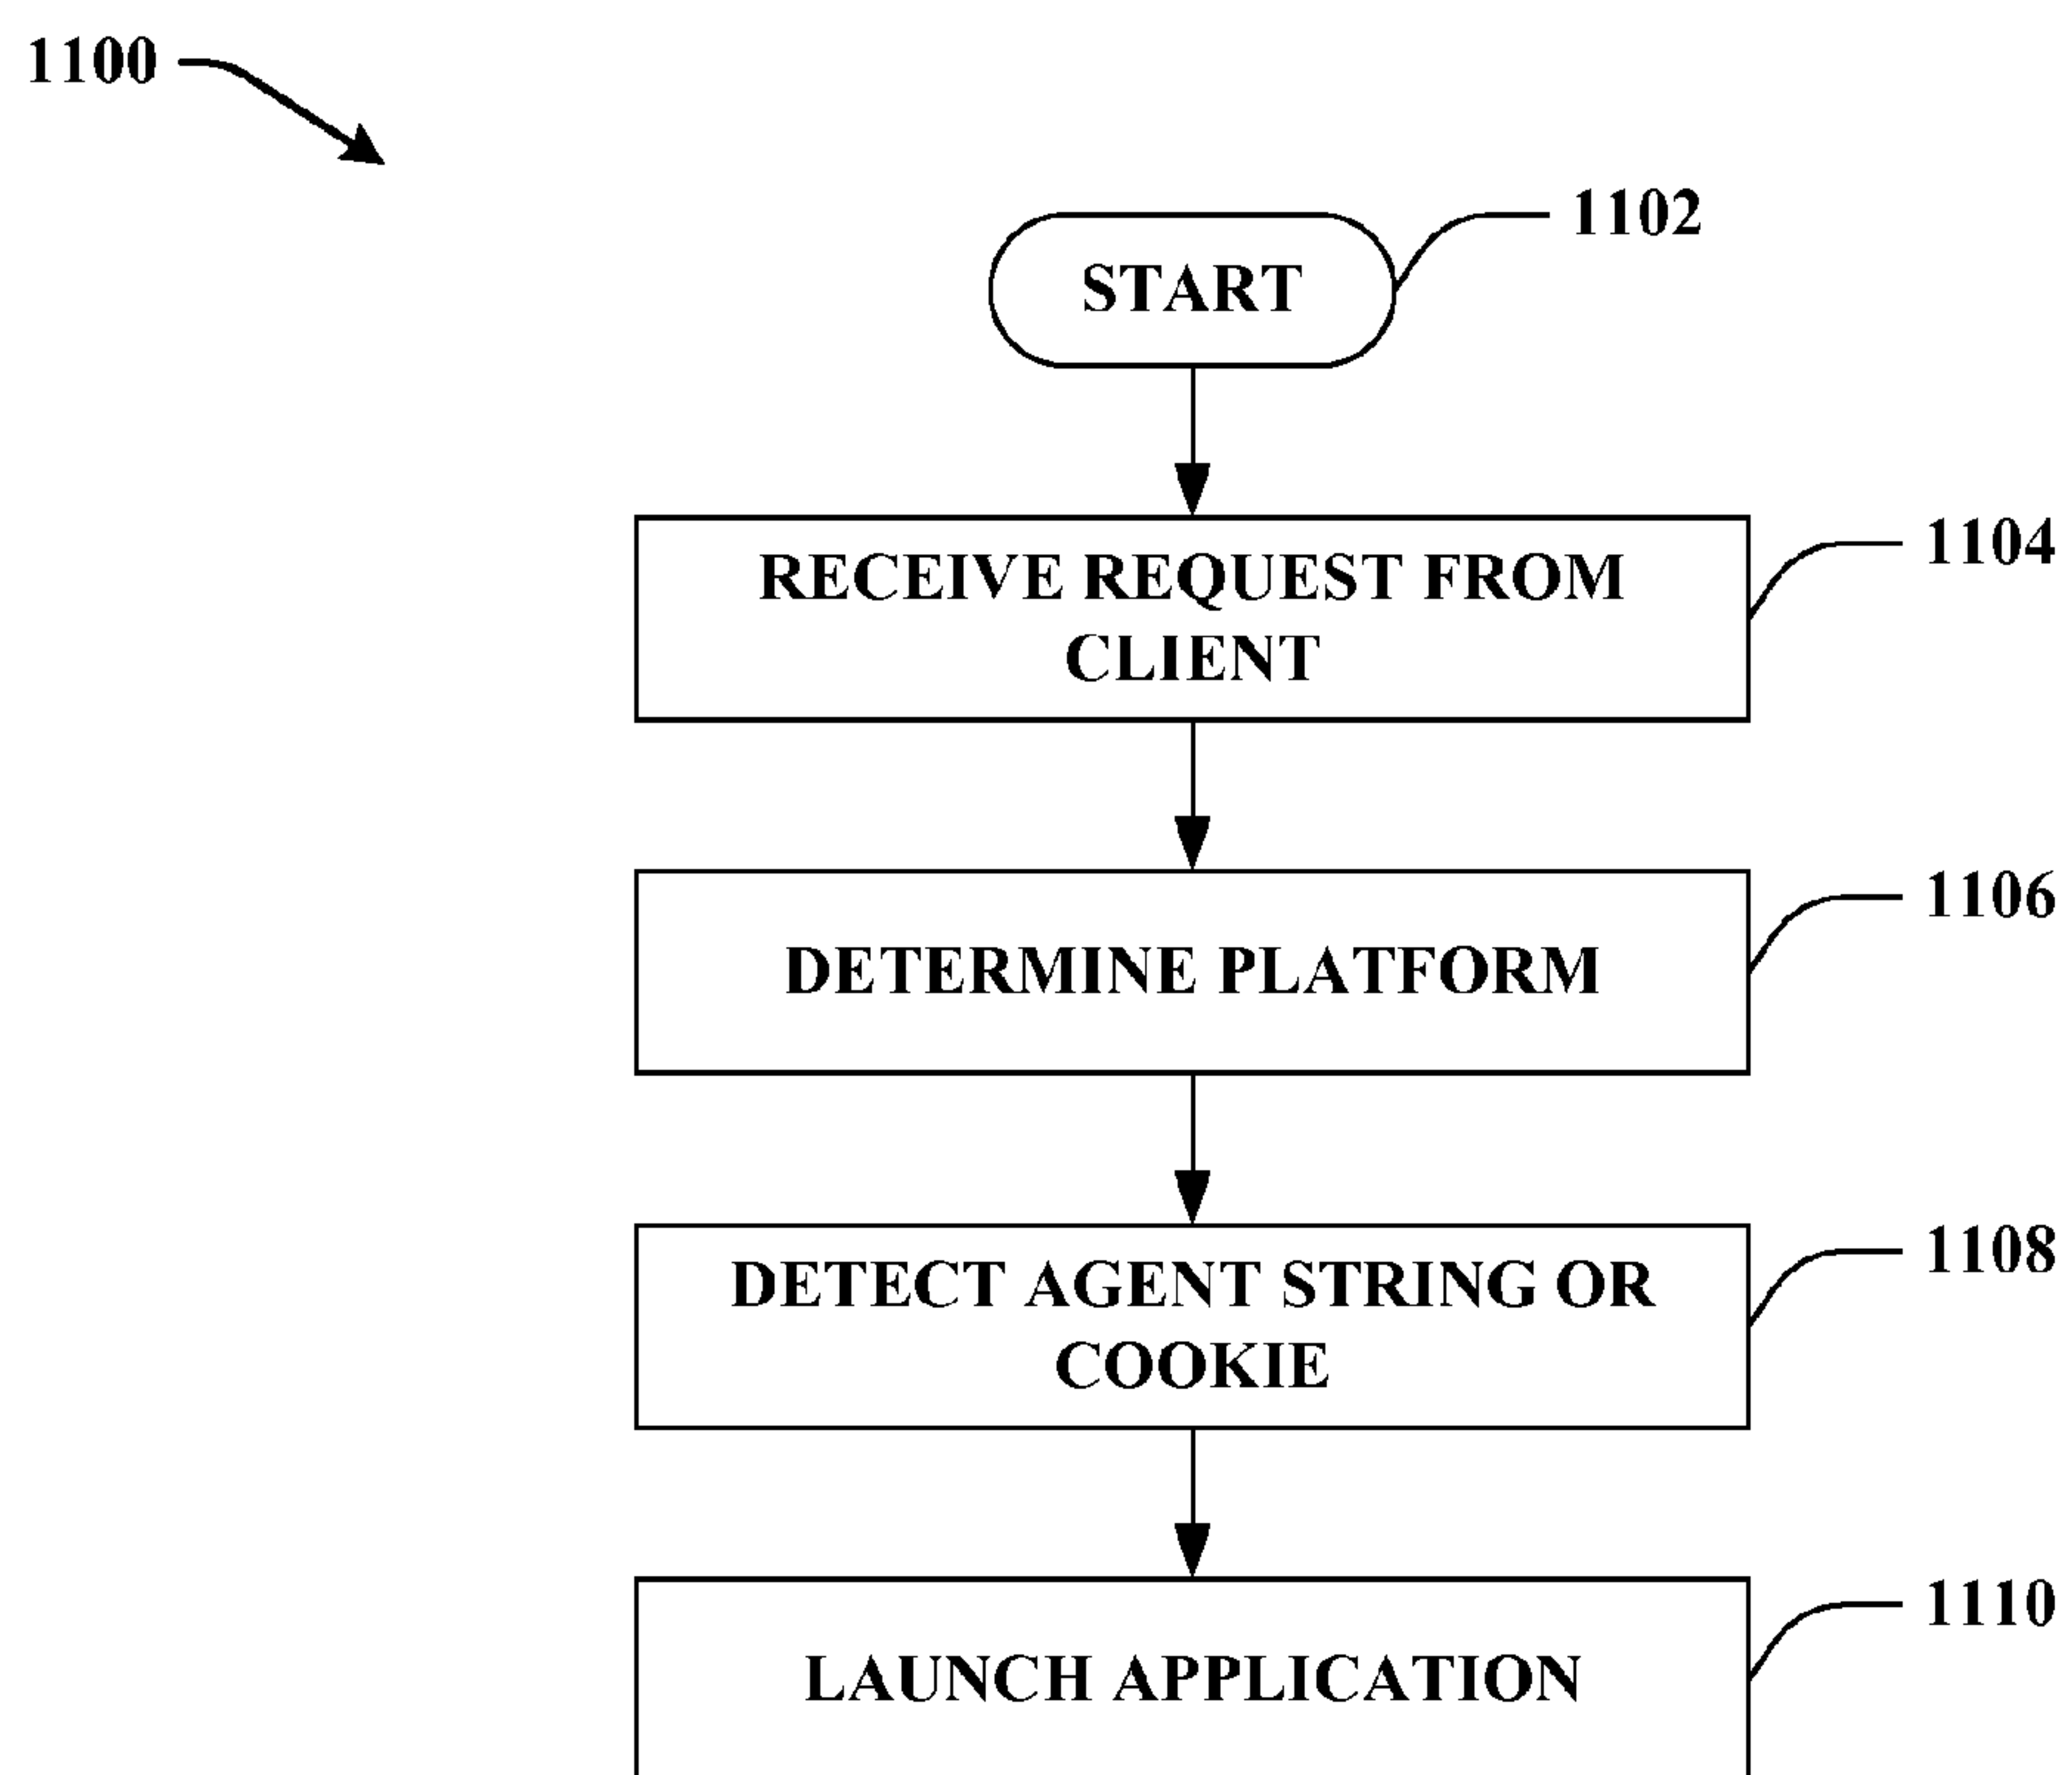 1100
1102
START
1104
RECEIVE REQUEST FROM
CLIENT
1106
DETERMINE PLATFORM
1108
DETECT AGENT STRING OR
COOKIE
1110
LAUNCH APPLICATION